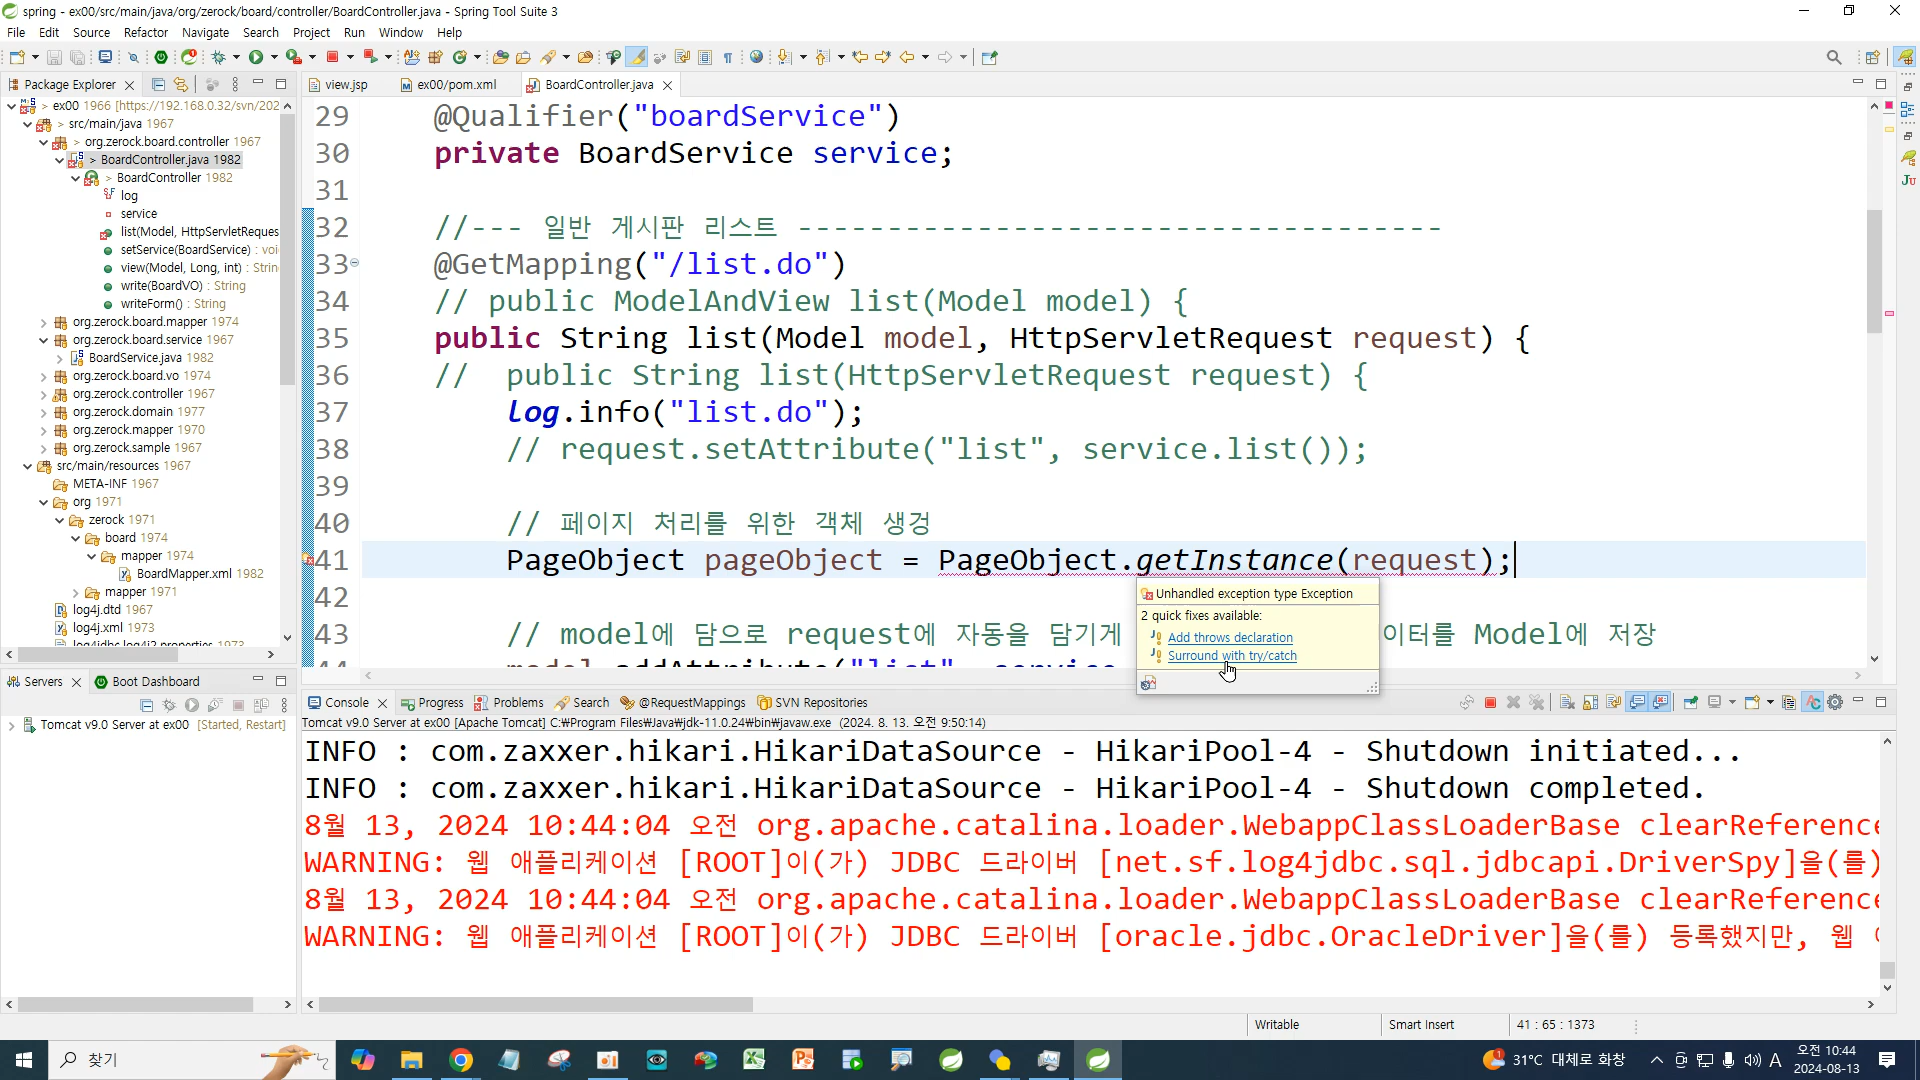 spring - ex00/src/main/java/org/zerock/board/controller/BoardController.java - Spring Tool Suite 3
File Edit Source Refactor Navigate Search Project Run Window Help
Package Explorer
view.jsp
ex00/pom.xml
BoardController.java
> ex00 1966 [https://192.168.0.32/svn/202
> src/main/java 1967
> org.zerock.board.controller 1967
> BoardController.java 1982
> BoardController 1982
log
service
list(Model, HttpServletReques
setService(BoardService) : voi
view(Model, Long, int) : Strin
write(BoardVO) : String
writeForm() : String
org.zerock.board.mapper 1974
org.zerock.board.service 1967
BoardService.java 1982
org.zerock.board.vo 1974
org.zerock.controller 1967
org.zerock.domain 1977
org.zerock.mapper 1970
org.zerock.sample 1967
src/main/resources 1967
META-INF 1967
org 1971
zerock 1971
board 1974
mapper 1974
BoardMapper.xml 1982
mapper 1971
log4j.dtd 1967
log4j.xml 1973
log4jdbc.log4j2.properties 1973
29 @Qualifier("boardService")
30 private BoardService service;
31
32 //--- 일반 게시판 리스트 ------------------------------------
33 @GetMapping("/list.do")
34 // public ModelAndView list(Model model) {
35 public String list(Model model, HttpServletRequest request) {
36 // public String list(HttpServletRequest request) {
37 log.info("list.do");
38 // request.setAttribute("list", service.list());
39
40 // 페이지 처리를 위한 객체 생겅
41 PageObject pageObject = PageObject.getInstance(request);
42
43 // model에 담으로 request에 자동을 담기게 이터를 Model에 저장
44 model.addAttribute("list", service
Unhandled exception type Exception
2 quick fixes available:
Add throws declaration
Surround with try/catch
Servers
Boot Dashboard
Tomcat v9.0 Server at ex00 [Started, Restart]
Console Progress Problems Search @RequestMappings SVN Repositories
Tomcat v9.0 Server at ex00 [Apache Tomcat] C:₩Program Files₩Java₩jdk-11.0.24₩bin₩javaw.exe (2024. 8. 13. 오전 9:50:14)
INFO : com.zaxxer.hikari.HikariDataSource - HikariPool-4 - Shutdown initiated...
INFO : com.zaxxer.hikari.HikariDataSource - HikariPool-4 - Shutdown completed.
8월 13, 2024 10:44:04 오전 org.apache.catalina.loader.WebappClassLoaderBase clearReference
WARNING: 웹 애플리케이션 [ROOT]이(가) JDBC 드라이버 [net.sf.log4jdbc.sql.jdbcapi.DriverSpy]을(를)
8월 13, 2024 10:44:04 오전 org.apache.catalina.loader.WebappClassLoaderBase clearReference
WARNING: 웹 애플리케이션 [ROOT]이(가) JDBC 드라이버 [oracle.jdbc.OracleDriver]을(를) 등록했지만, 웹
Writable
Smart Insert
41 : 65 : 1373
찾기
31°C 대체로 화창
A
오전 10:44
2024-08-13